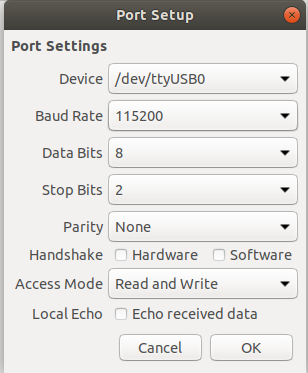 Port Setup
Port Settings
Device /dev/ttyUSB0
Baud Rate 115200
Data Bits 8
Stop Bits 2
Parity None
Handshake Hardware Software
Access Mode Read and Write
Local Echo Echo received data
Cancel OK